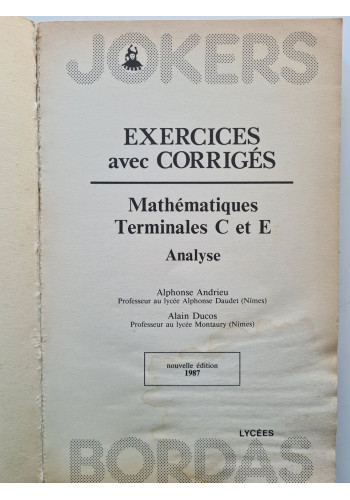 JOKERS
EXERCICES
avec CORRIGÉS
Mathématiques
Terminales C et E
Analyse
Alphonse Andrieu
Professeur au lycée Alphonse Daudet (Nîmes)
Alain Ducos
Professeur au lycée Montaury (Nîmes)
nouvelle édition
1987
LYCÉES
BORDAS